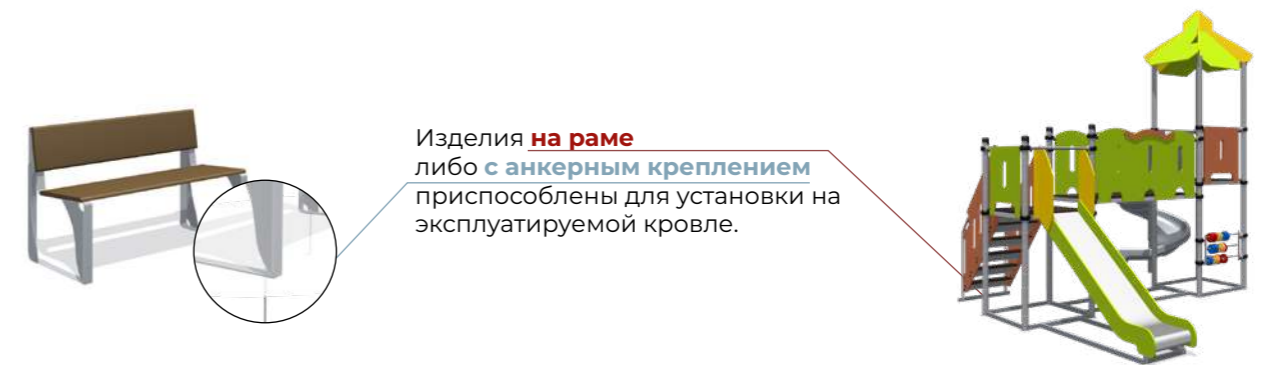 Изделия на раме
либо с анкерным креплением
приспособлены для установки на
эксплуатируемой кровле.